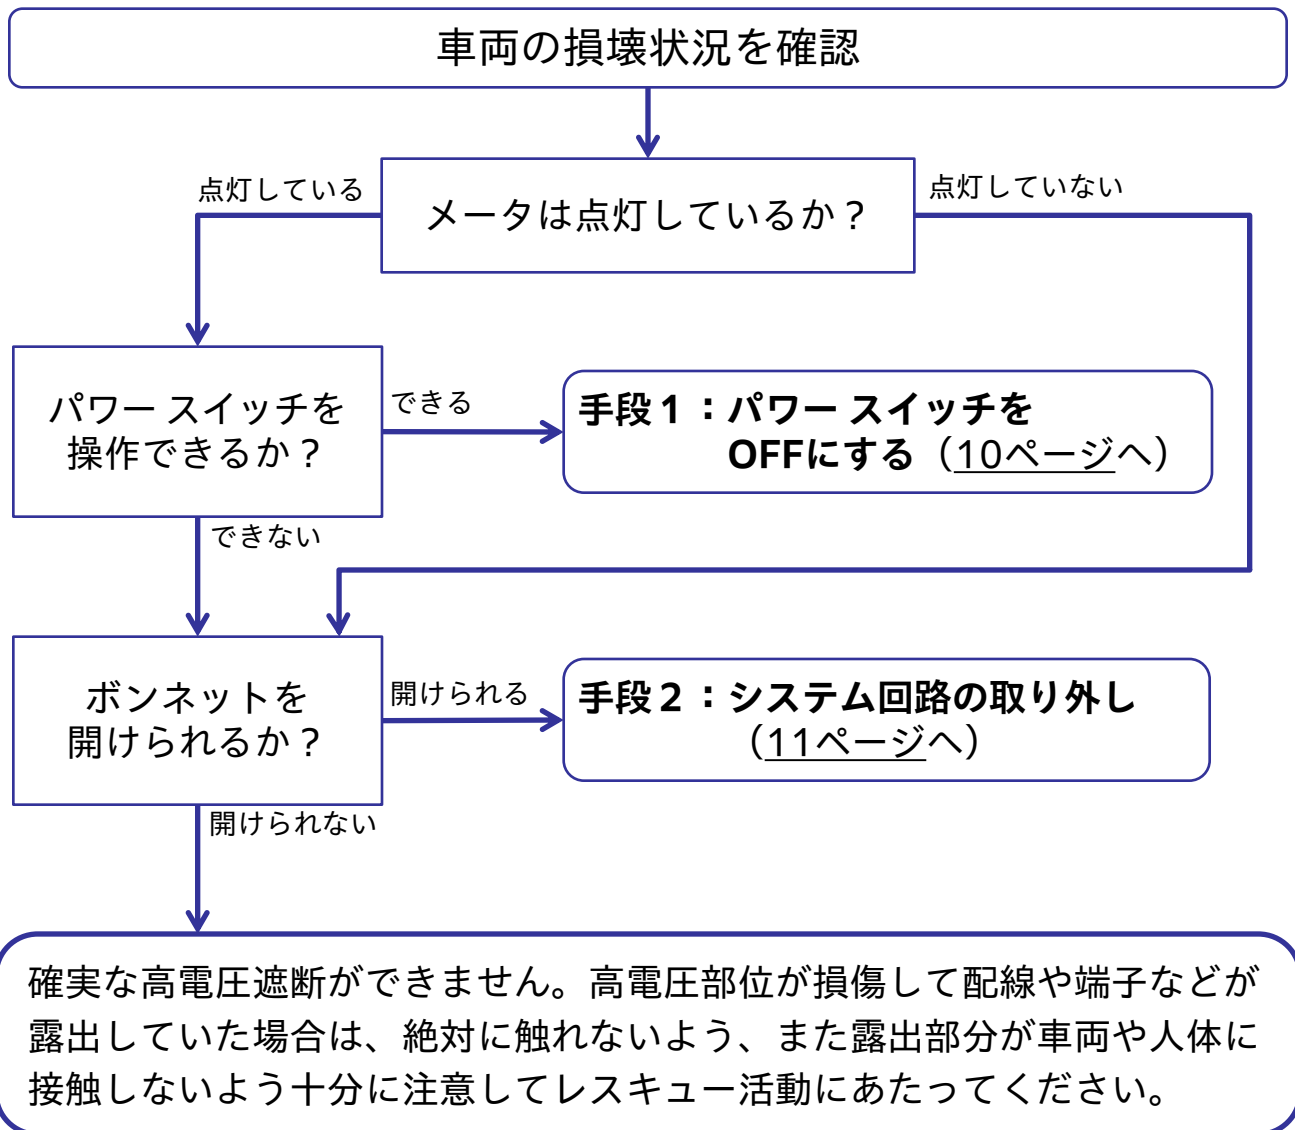 車両の損壊状況を確認
点灯している
メータは点灯しているか？
点灯していない
パワー スイッチを
操作できるか？
できる
手段１：パワー スイッチを
OFFにする（10ページへ）
できない
ボンネットを
開けられるか？
開けられる
手段２：システム回路の取り外し
（11ページへ）
開けられない
確実な高電圧遮断ができません。高電圧部位が損傷して配線や端子などが
露出していた場合は、絶対に触れないよう、また露出部分が車両や人体に
接触しないよう十分に注意してレスキュー活動にあたってください。